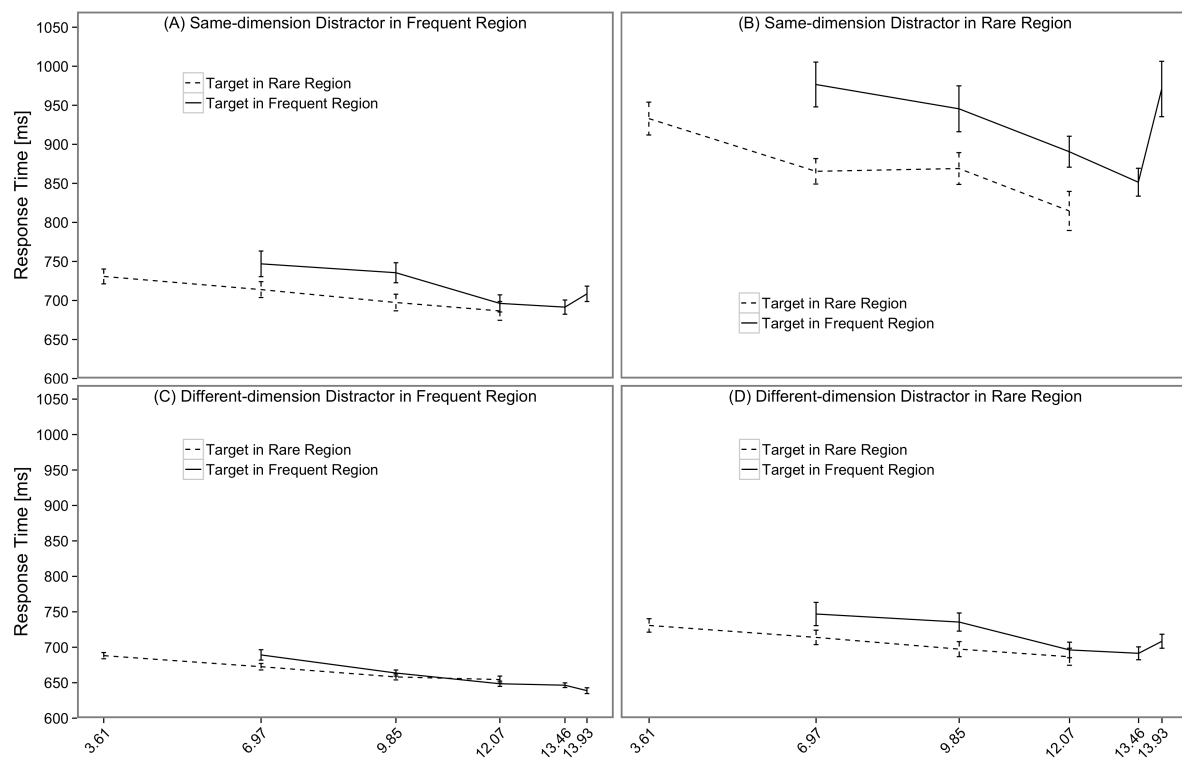 (A) Same-dimension Distractor in Frequent Region
(B) Same-dimension Distractor in Rare Region
Response Time [ms]
1050
1000
950
900
850
800
750
700
650
600
Target in Rare Region
Target in Frequent Region
Target in Rare Region
Target in Frequent Region
(C) Different-dimension Distractor in Frequent Region
(D) Different-dimension Distractor in Rare Region
Response Time [ms]
1050
1000
950
900
850
800
750
700
650
600
Target in Rare Region
Target in Frequent Region
Target in Rare Region
Target in Frequent Region
3.61
6.97
9.85
12.07
13.46
13.93
3.61
6.97
9.85
12.07
13.46
13.93